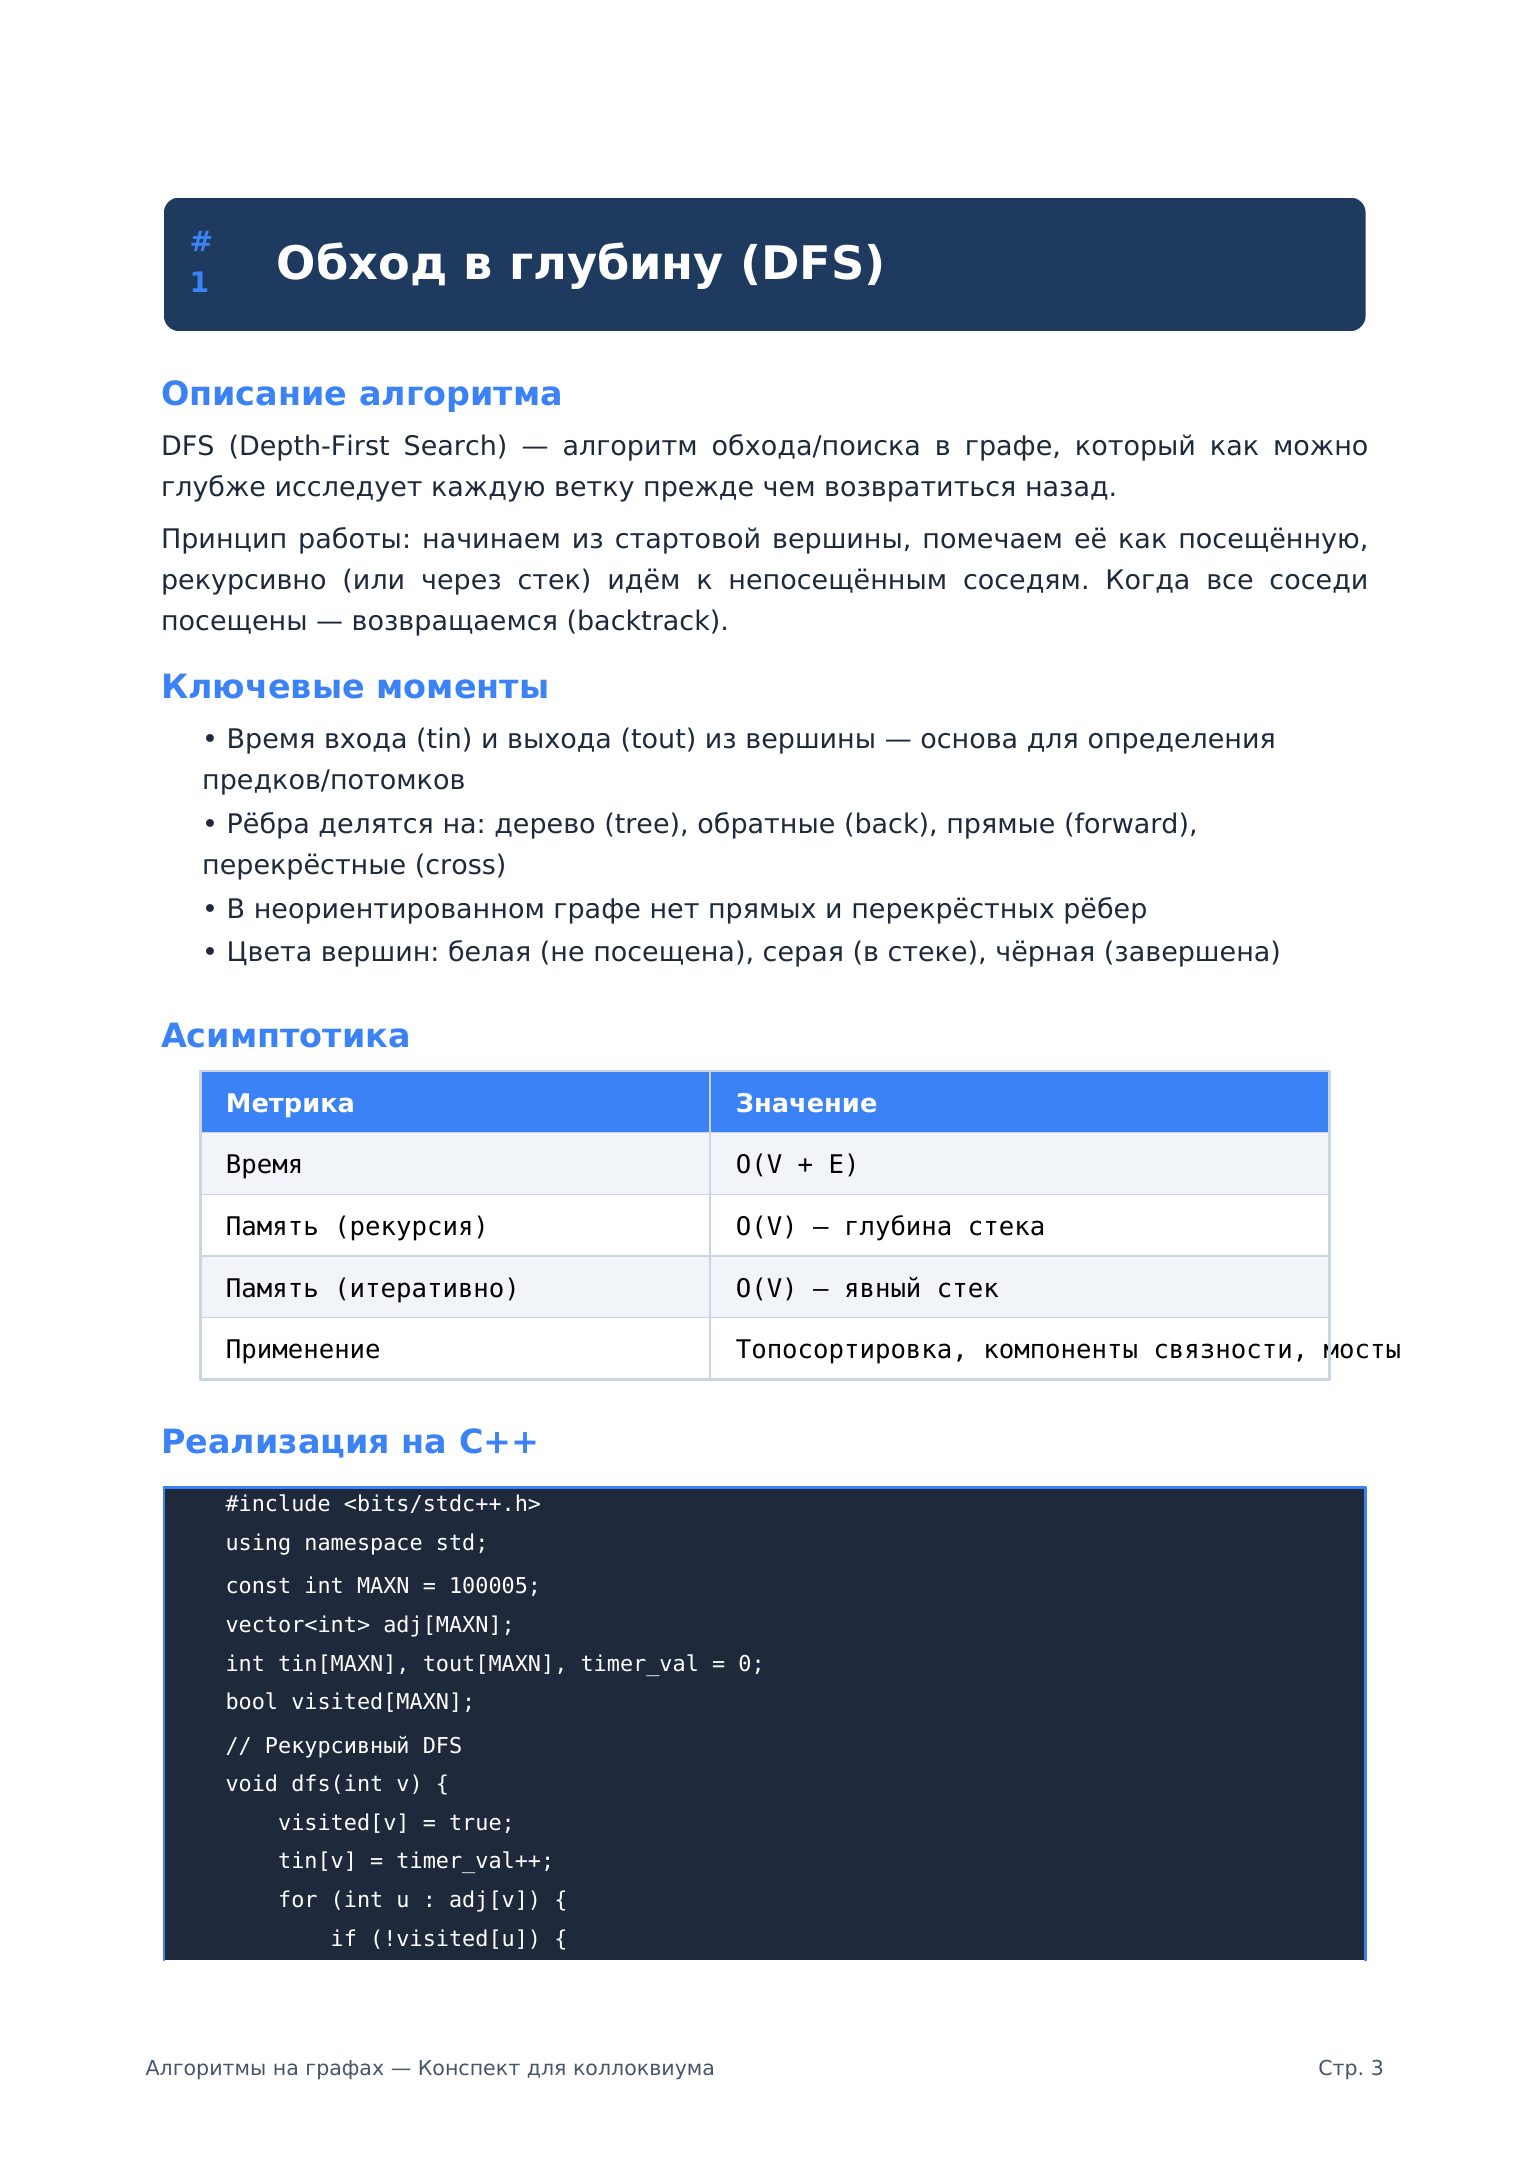 #
1
Обход в глубину (DFS)
Описание алгоритма
DFS (Depth-First Search) — алгоритм обхода/поиска в графе, который как можно
глубже исследует каждую ветку прежде чем возвратиться назад.
Принцип работы: начинаем из стартовой вершины, помечаем её как посещённую,
рекурсивно (или через стек) идём к непосещённым соседям. Когда все соседи
посещены — возвращаемся (backtrack).
Ключевые моменты
• Время входа (tin) и выхода (tout) из вершины — основа для определения
предков/потомков
• Рёбра делятся на: дерево (tree), обратные (back), прямые (forward),
перекрёстные (cross)
• В неориентированном графе нет прямых и перекрёстных рёбер
• Цвета вершин: белая (не посещена), серая (в стеке), чёрная (завершена)
Асимптотика
Метрика Значение
Время O(V + E)
Память (рекурсия) O(V) — глубина стека
Память (итеративно) O(V) — явный стек
Применение Топосортировка, компоненты связности, мосты
Реализация на C++
#include <bits/stdc++.h>
using namespace std;
const int MAXN = 100005;
vector<int> adj[MAXN];
int tin[MAXN], tout[MAXN], timer_val = 0;
bool visited[MAXN];
// Рекурсивный DFS
void dfs(int v) {
    visited[v] = true;
    tin[v] = timer_val++;
    for (int u : adj[v]) {
        if (!visited[u]) {
Алгоритмы на графах — Конспект для коллоквиума Стр. 3